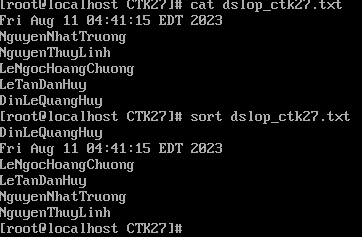 [root@localhost CTK27]# cat dslop_ctk27.txt
Fri Aug 11 04:41:15 EDT 2023
NguyenNhatTruong
NguyenThuyLinh
LeNgocHoangChuong
LeTanDanHuy
DinLeQuangHuy
[root@localhost CTK27]# sort dslop_ctk27.txt
DinLeQuangHuy
Fri Aug 11 04:41:15 EDT 2023
LeNgocHoangChuong
LeTanDanHuy
NguyenNhatTruong
NguyenThuyLinh
[root@localhost CTK27]#